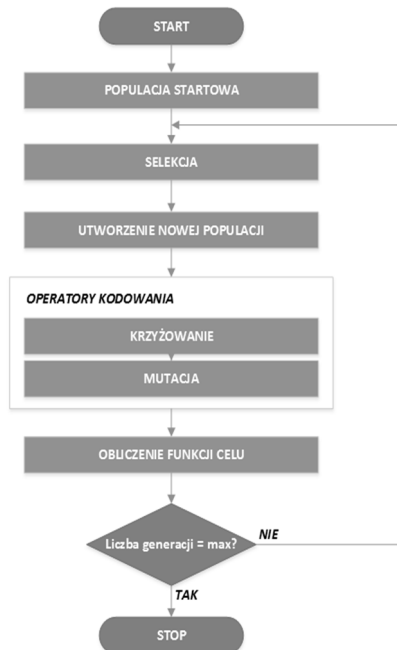 START
POPULACJA STARTOWA
SELEKCJA
UTWORZENIE NOWEJ POPULACJI
OPERATORY KODOWANIA
KRZYŻOWANIE
MUTACJA
OBLICZENIE FUNKCJI CELU
Liczba generacji = max?
NIE
TAK
STOP